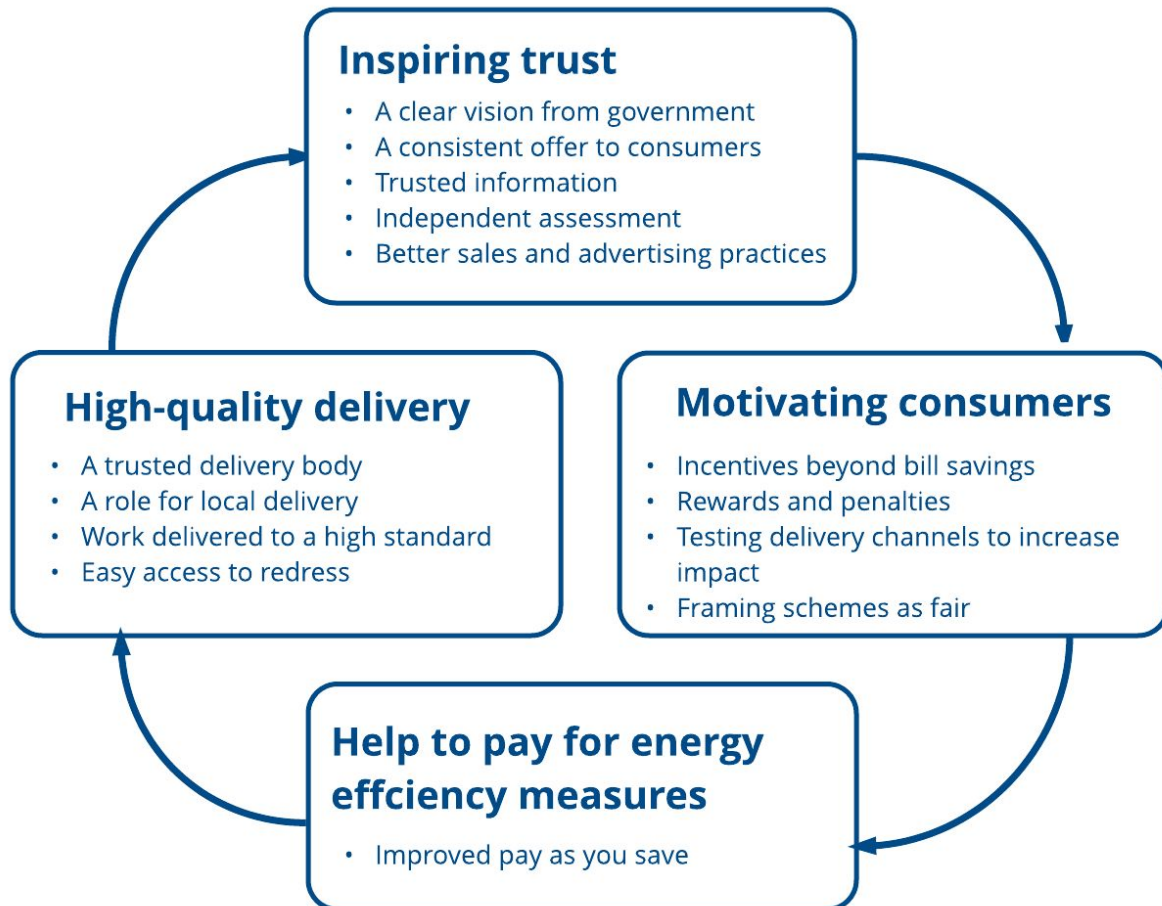 Inspiring trust
• A clear vision from government
• A consistent offer to consumers
• Trusted information
• Independent assessment
• Better sales and advertising practices
Motivating consumers
• Incentives beyond bill savings
• Rewards and penalties
• Testing delivery channels to increase
impact
• Framing schemes as fair
Help to pay for energy
effciency measures
• Improved pay as you save
High-quality delivery
• A trusted delivery body
• A role for local delivery
• Work delivered to a high standard
• Easy access to redress